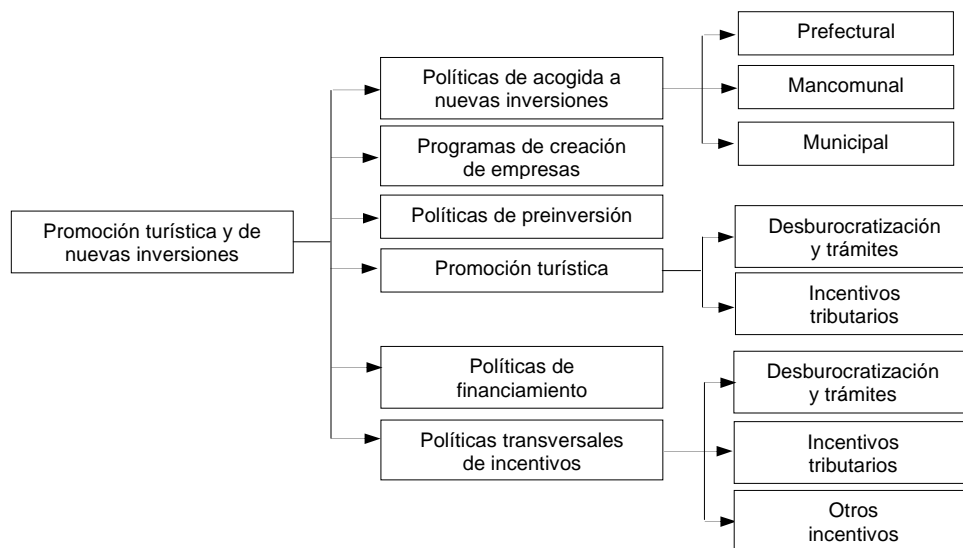 Promoción turística y de
nuevas inversiones
Políticas de acogida a
nuevas inversiones
Prefectural
Mancomunal
Municipal
Programas de creación
de empresas
Políticas de preinversión
Promoción turística
Desburocratización
y trámites
Incentivos
tributarios
Políticas de
financiamiento
Políticas transversales
de incentivos
Desburocratización
y trámites
Incentivos
tributarios
Otros
incentivos